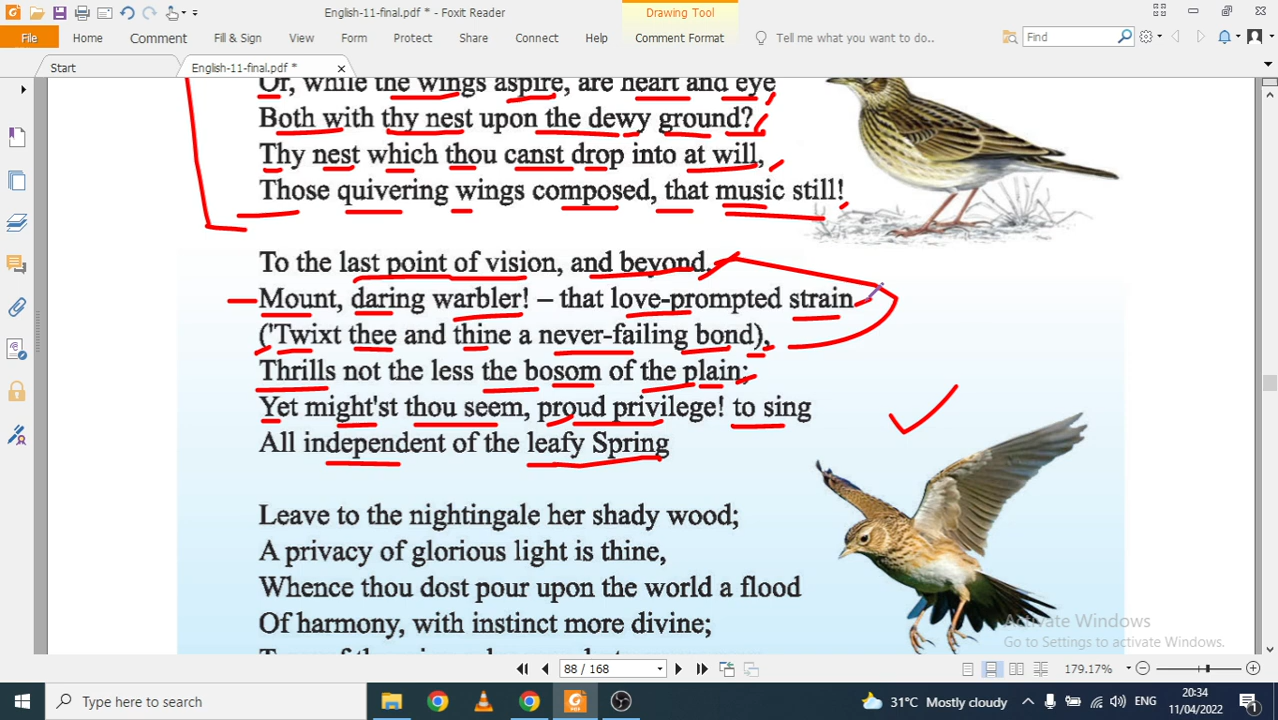 English-11-final.pdf * - Foxit Reader
Drawing Tool
File
Home
Comment
Fill & Sign
View
Form
Protect
Share
Connect
Help
Comment Format
Tell me what you want to do..
Find
Start
English-11-final.pdf *
Or, while the wings aspire, are heart and eye
Both with thy nest upon the dewy ground?
Thy nest which thou canst drop into at will,
Those quivering wings composed, that music still!
To the last point of vision, and beyond,
Mount, daring warbler! – that love-prompted strain
('Twixt thee and thine a never-failing bond),
Thrills not the less the bosom of the plain;
Yet might'st thou seem, proud privilege! to sing
All independent of the leafy Spring
Leave to the nightingale her shady wood;
A privacy of glorious light is thine,
Whence thou dost pour upon the world a flood
Of harmony, with instinct more divine;
Activate Windows
Go to Settings to activate Windows.
88 / 168
179.17%
Type here to search
31°C Mostly cloudy
ENG
20:34
11/04/2022
1